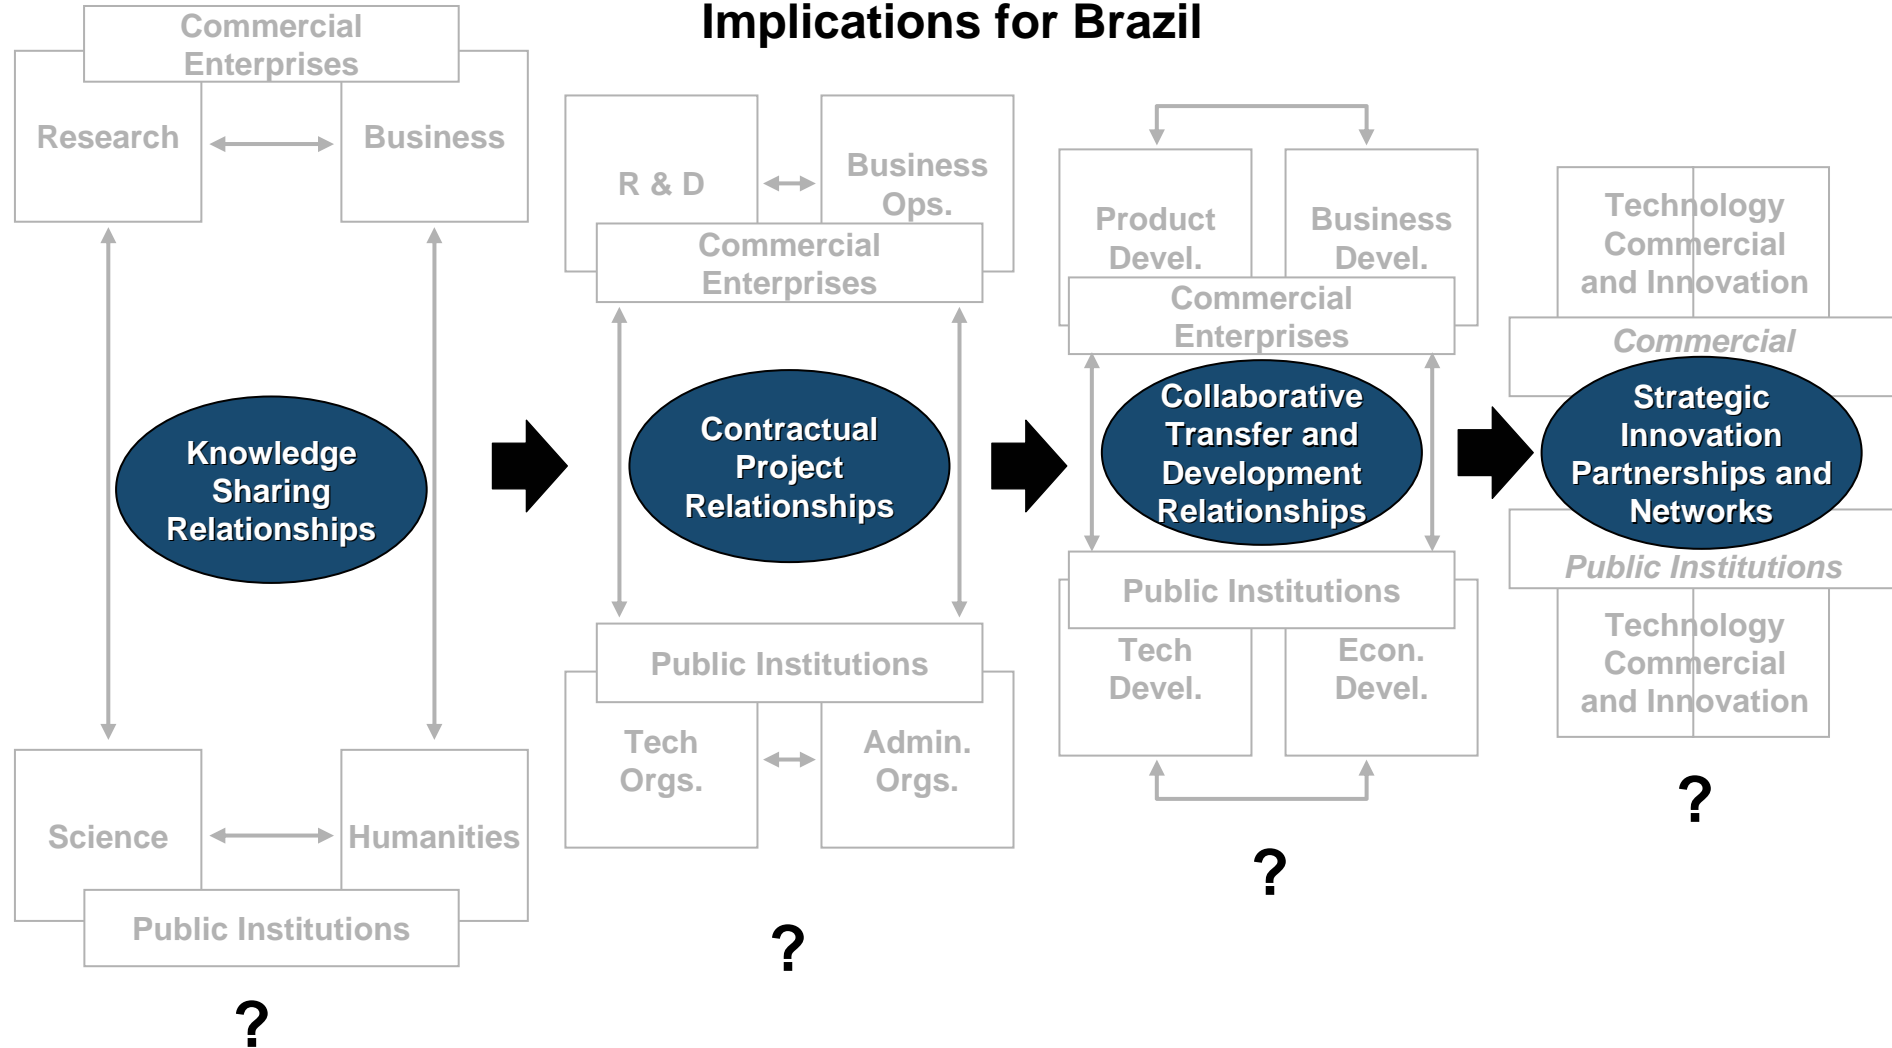 Implications for Brazil
Commercial
Enterprises
Research
Business
Knowledge
Sharing
Relationships
Science
Humanities
Public Institutions
?
R & D
Business
Ops.
Commercial
Enterprises
Contractual
Project
Relationships
Public Institutions
Tech
Orgs.
Admin.
Orgs.
?
Product
Devel.
Business
Devel.
Commercial
Enterprises
Collaborative
Transfer and
Development
Relationships
Public Institutions
Tech
Devel.
Econ.
Devel.
?
Technology
Commercial
and Innovation
Commercial
Strategic
Innovation
Partnerships and
Networks
Public Institutions
Technology
Commercial
and Innovation
?